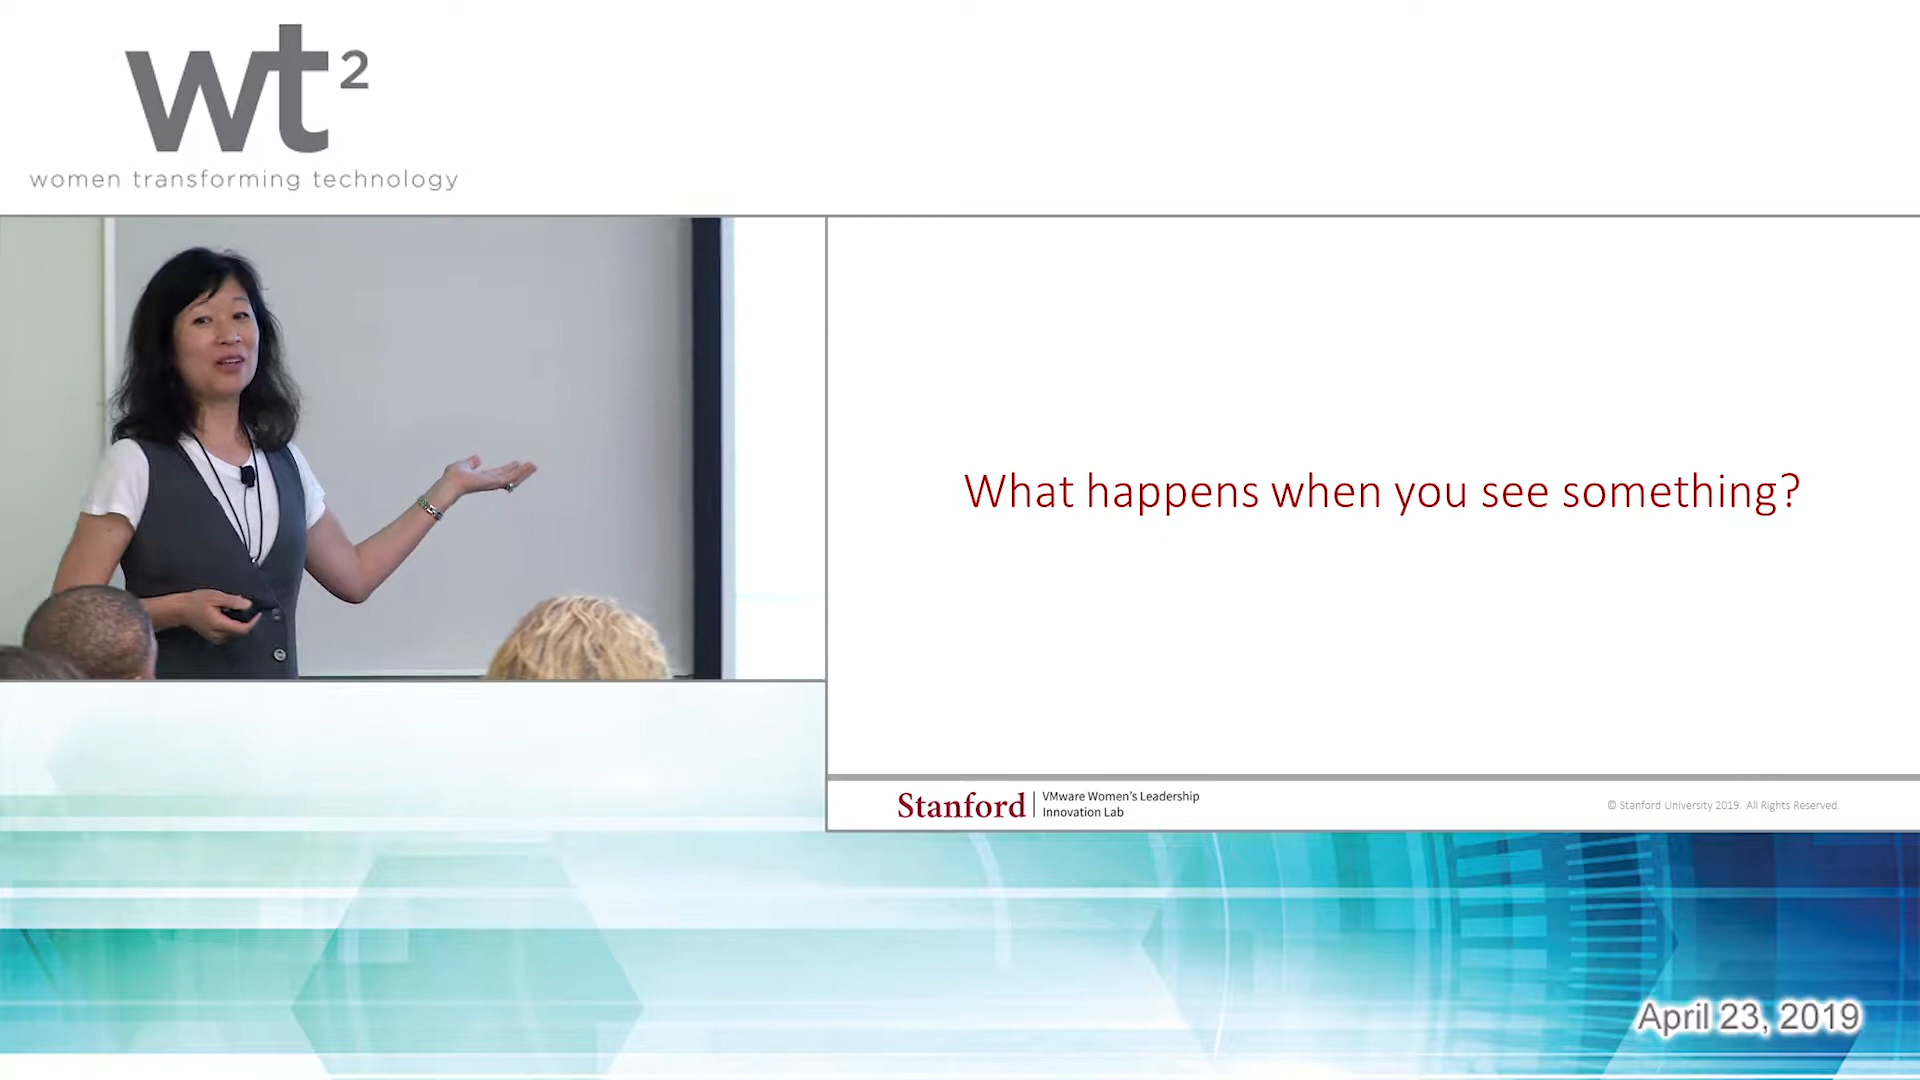 wt²
women transforming technology
What happens when you see something?
Stanford
VMware Women's Leadership
Innovation Lab
© Stanford University 2019. All Rights Reserved.
April 23, 2019